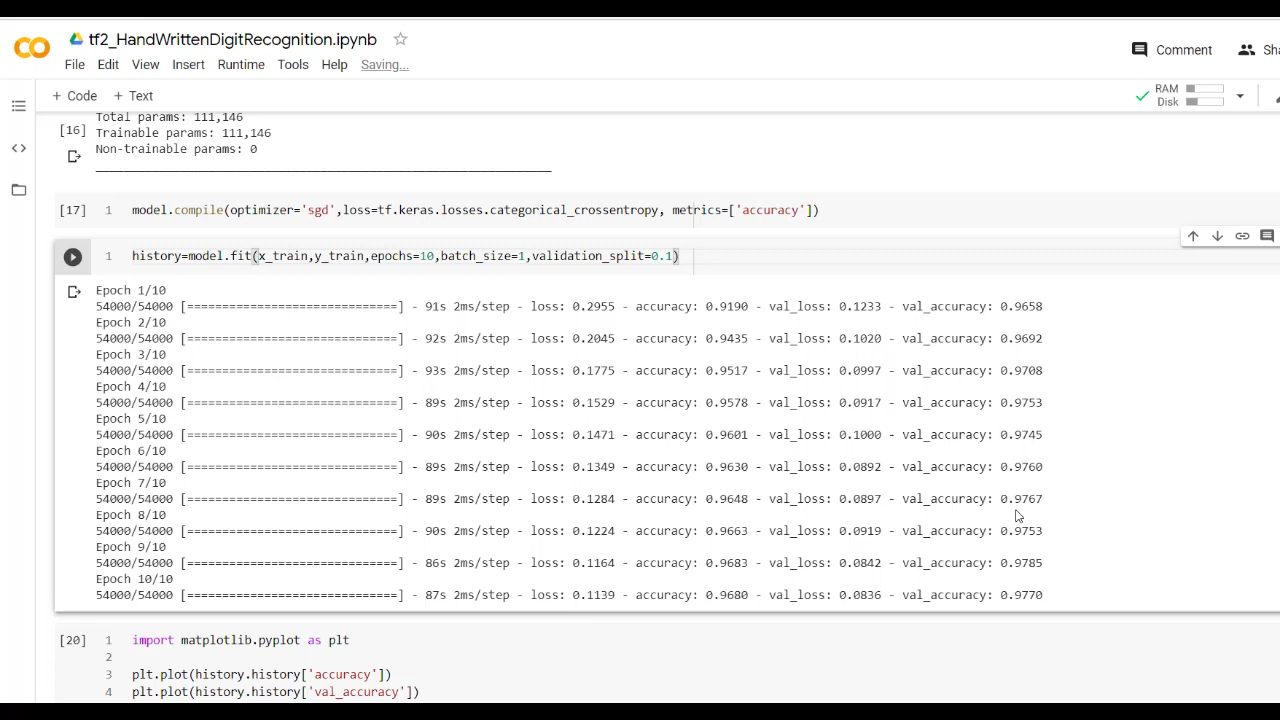 tf2_HandWrittenDigitRecognition.ipynb
File Edit View Insert Runtime Tools Help Saving...
Comment
+ Code + Text
RAM
Disk
Total params: 111,146
[16]
Trainable params: 111,146
Non-trainable params: 0
[17] 1 model.compile(optimizer='sgd',loss=tf.keras.losses.categorical_crossentropy, metrics=['accuracy'])
1 history=model.fit(x_train,y_train,epochs=10,batch_size=1,validation_split=0.1)
Epoch 1/10
54000/54000 [==============================] - 91s 2ms/step - loss: 0.2955 - accuracy: 0.9190 - val_loss: 0.1233 - val_accuracy: 0.9658
Epoch 2/10
54000/54000 [==============================] - 92s 2ms/step - loss: 0.2045 - accuracy: 0.9435 - val_loss: 0.1020 - val_accuracy: 0.9692
Epoch 3/10
54000/54000 [==============================] - 93s 2ms/step - loss: 0.1775 - accuracy: 0.9517 - val_loss: 0.0997 - val_accuracy: 0.9708
Epoch 4/10
54000/54000 [==============================] - 89s 2ms/step - loss: 0.1529 - accuracy: 0.9578 - val_loss: 0.0917 - val_accuracy: 0.9753
Epoch 5/10
54000/54000 [==============================] - 90s 2ms/step - loss: 0.1471 - accuracy: 0.9601 - val_loss: 0.1000 - val_accuracy: 0.9745
Epoch 6/10
54000/54000 [==============================] - 89s 2ms/step - loss: 0.1349 - accuracy: 0.9630 - val_loss: 0.0892 - val_accuracy: 0.9760
Epoch 7/10
54000/54000 [==============================] - 89s 2ms/step - loss: 0.1284 - accuracy: 0.9648 - val_loss: 0.0897 - val_accuracy: 0.9767
Epoch 8/10
54000/54000 [==============================] - 90s 2ms/step - loss: 0.1224 - accuracy: 0.9663 - val_loss: 0.0919 - val_accuracy: 0.9753
Epoch 9/10
54000/54000 [==============================] - 86s 2ms/step - loss: 0.1164 - accuracy: 0.9683 - val_loss: 0.0842 - val_accuracy: 0.9785
Epoch 10/10
54000/54000 [==============================] - 87s 2ms/step - loss: 0.1139 - accuracy: 0.9680 - val_loss: 0.0836 - val_accuracy: 0.9770
[20] 1 import matplotlib.pyplot as plt
2
3 plt.plot(history.history['accuracy'])
4 plt.plot(history.history['val_accuracy'])